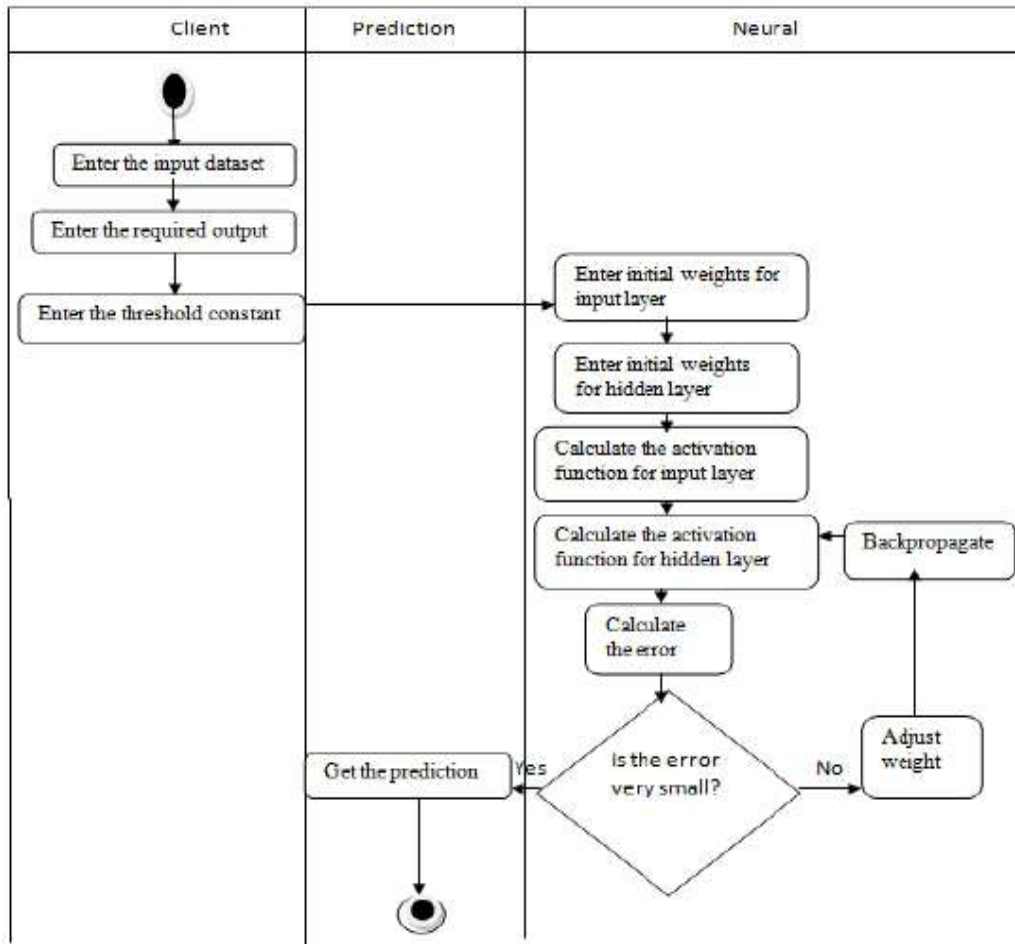 Client
Prediction
Neural
Enter the input dataset
Enter the required output
Enter the threshold constant
Enter initial weights for
input layer
Enter initial weights
for hidden layer
Calculate the activation
function for input layer
Calculate the activation
function for hidden layer
Backpropagate
Calculate
the error
Is the error
very small?
Yes
No
Adjust
weight
Get the prediction